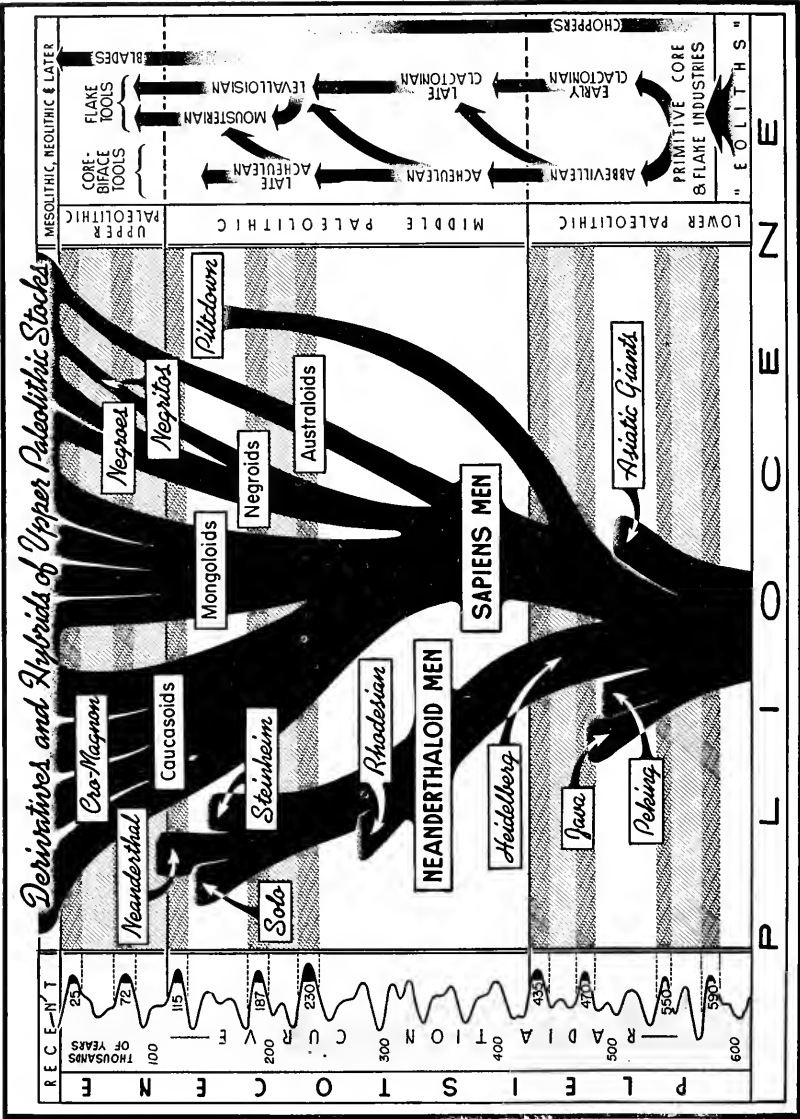 Derivatives and Hybrids of Upper Paleolithic Stocks
RECENT
PLEISTOCENE
THOUSANDS
OF YEARS
100
200
300
400
500
600
RADIATION CURVE
25
72
115
187
230
435
470
550
590
Cro-Magnon
Caucasoids
Neanderthal
Steinheim
Solo
Rhodesian
NEANDERTHALOID MEN
Heidelberg
Java
Peking
Mongoloids
Negroes
Negritos
Negroids
Australoids
Piltdown
SAPIENS MEN
Asiatic Giants
PLIOCENE
MESOLITHIC, NEOLITHIC & LATER
UPPER
PALEOLITHIC
MIDDLE PALEOLITHIC
LOWER PALEOLITHIC
CORE-
BIFACE
TOOLS
FLAKE
TOOLS
BLADES
CHOPPERS
LATE
ACHEULEAN
MOUSTERIAN
LEVALLOISIAN
ACHEULEAN
LATE
CLACTONIAN
ABBEVILLEAN
EARLY
CLACTONIAN
PRIMITIVE CORE
& FLAKE INDUSTRIES
"EOLITHS"